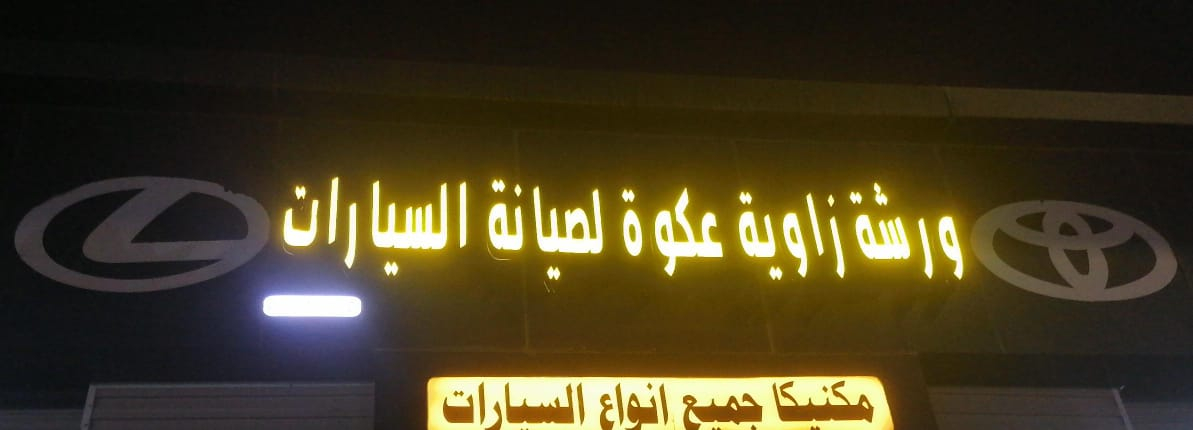 ورشة زاوية عكوة لصيانة السيارات
مكنيكا جميع انواع السيارات